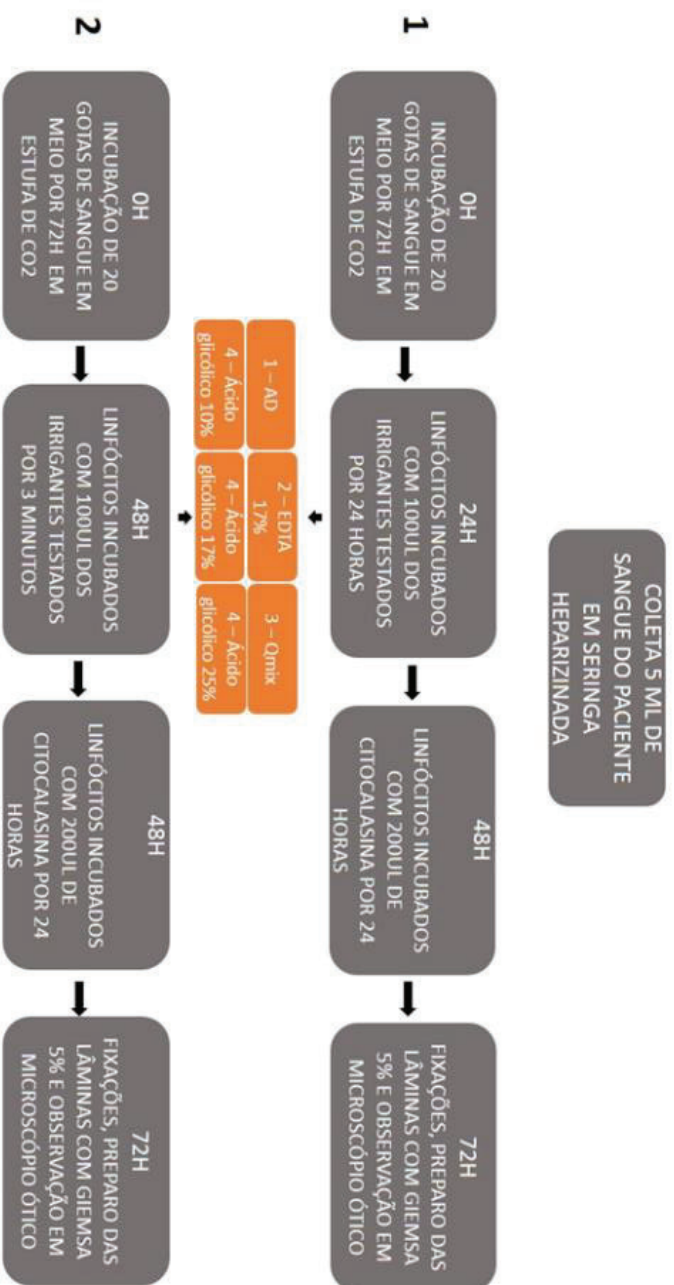 COLETA 5 ML DE
SANGUE DO PACIENTE
EM SERINGA
HEPARIZINADA
1
0H
INCUBAÇÃO DE 20
GOTAS DE SANGUE EM
MEIO POR 72H EM
ESTUFA DE CO2
24H
LINFÓCITOS INCUBADOS
COM 100UL DOS
IRRIGANTES TESTADOS
POR 24 HORAS
48H
LINFÓCITOS INCUBADOS
COM 200UL DE
CITOCALASINA POR 24
HORAS
72H
FIXAÇÕES, PREPARO DAS
LÂMINAS COM GIEMSA
5% E OBSERVAÇÃO EM
MICROSCÓPIO ÓTICO
1 – AD
2 – EDTA
17%
3 – Qmix
4 – Ácido
glicólico 10%
4 – Ácido
glicólico 17%
4 – Ácido
glicólico 25%
2
0H
INCUBAÇÃO DE 20
GOTAS DE SANGUE EM
MEIO POR 72H EM
ESTUFA DE CO2
48H
LINFÓCITOS INCUBADOS
COM 100UL DOS
IRRIGANTES TESTADOS
POR 3 MINUTOS
48H
LINFÓCITOS INCUBADOS
COM 200UL DE
CITOCALASINA POR 24
HORAS
72H
FIXAÇÕES, PREPARO DAS
LÂMINAS COM GIEMSA
5% E OBSERVAÇÃO EM
MICROSCÓPIO ÓTICO